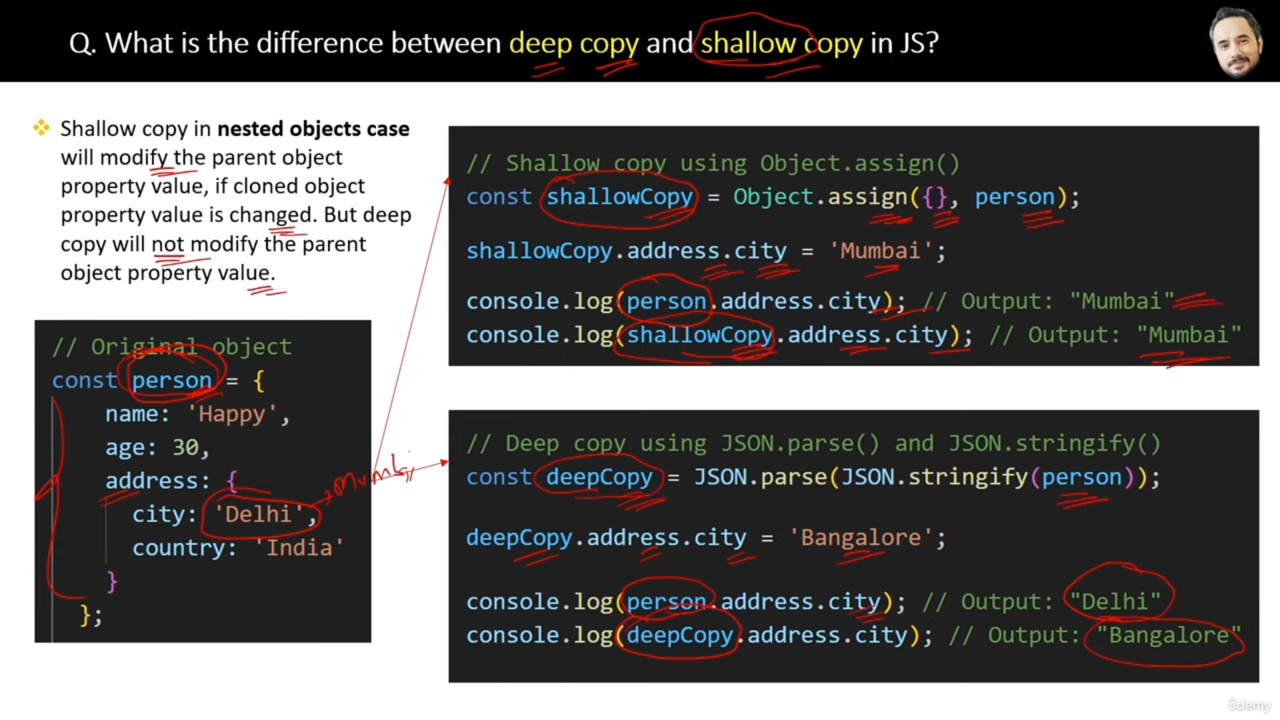 Q. What is the difference between deep copy and shallow copy in JS?
Shallow copy in nested objects case
will modify the parent object
property value, if cloned object
property value is changed. But deep
copy will not modify the parent
object property value.
// Original object
const person = {
name: 'Happy',
age: 30,
address: {
city: 'Delhi',
country: 'India'
}
};
Mumbai
// Shallow copy using Object.assign()
const shallowCopy = Object.assign({}, person);
shallowCopy.address.city = 'Mumbai';
console.log(person.address.city); // Output: "Mumbai"
console.log(shallowCopy.address.city); // Output: "Mumbai"
// Deep copy using JSON.parse() and JSON.stringify()
const deepCopy = JSON.parse(JSON.stringify(person));
deepCopy.address.city = 'Bangalore';
console.log(person.address.city); // Output: "Delhi"
console.log(deepCopy.address.city); // Output: "Bangalore"
ûdemy